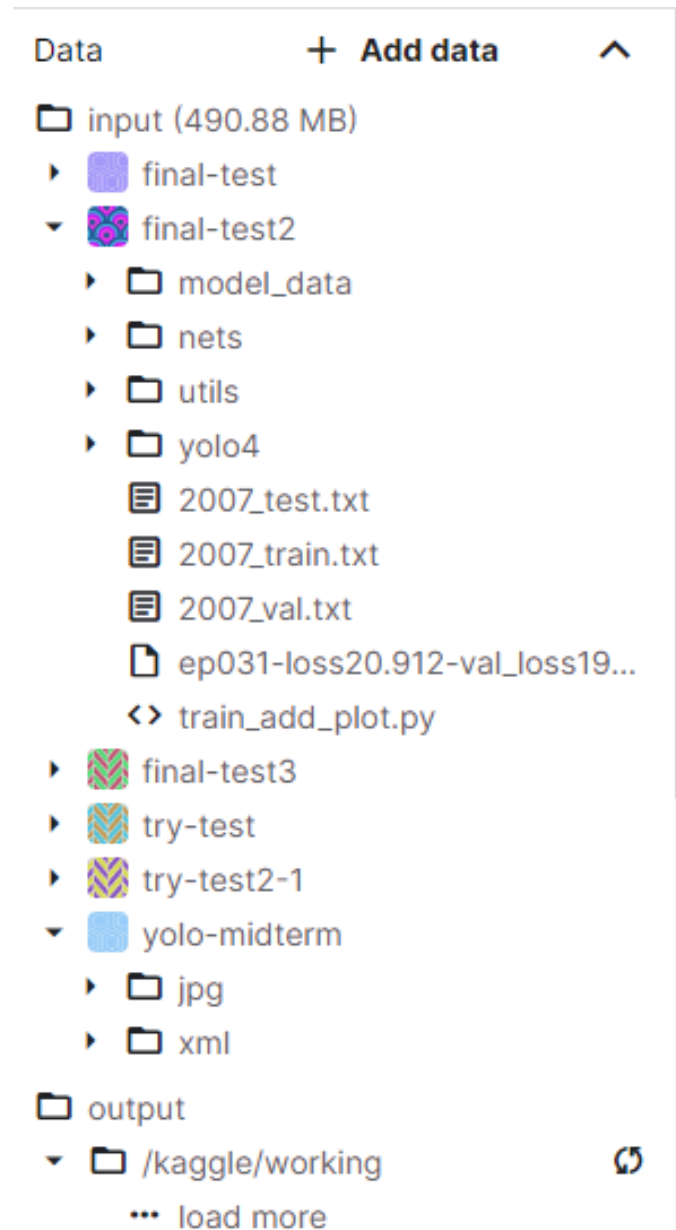 Data + Add data
input (490.88 MB)
final-test
final-test2
model_data
nets
utils
yolo4
2007_test.txt
2007_train.txt
2007_val.txt
ep031-loss20.912-val_loss19...
train_add_plot.py
final-test3
try-test
try-test2-1
yolo-midterm
jpg
xml
output
/kaggle/working
load more